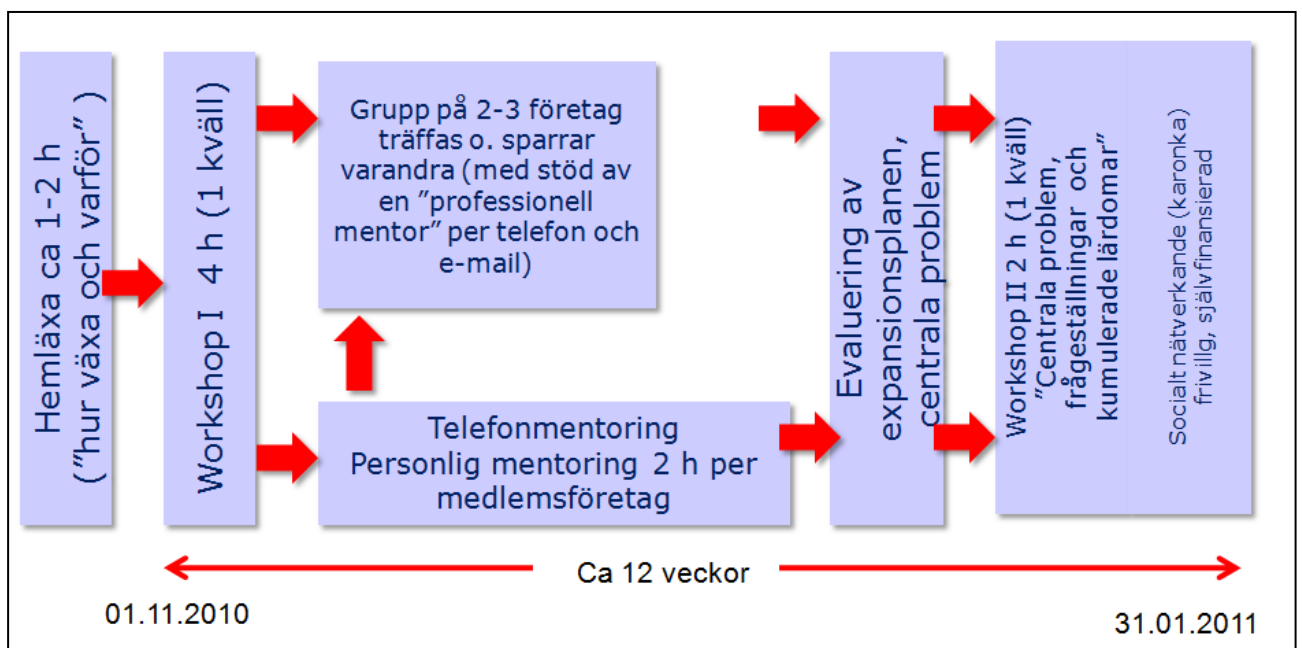 Hemläxa ca 1-2 h
("hur växa och varför" )
Workshop I 4 h (1 kväll)
Grupp på 2-3 företag
träffas o. sparrar
varandra (med stöd av
en "professionell
mentor" per telefon och
e-mail)
Telefonmentoring
Personlig mentoring 2 h per
medlemsföretag
Evaluering av
expansionsplanen,
centrala problem
Workshop II 2 h (1 kväll)
"Centrala problem,
frågeställningar och
kumulerade lärdomar"
Socialt nätverkande (karonka)
frivillg, självfinansierad
Ca 12 veckor
01.11.2010
31.01.2011